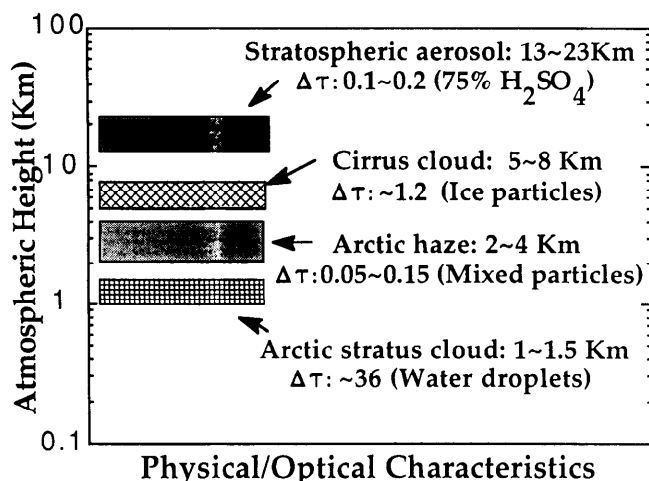 100
10
1
0.1
Atmospheric Height (Km)
Stratospheric aerosol: 13~23Km
Δτ: 0.1~0.2 (75% H₂SO₄)
Cirrus cloud: 5~8 Km
Δτ: ~1.2 (Ice particles)
Arctic haze: 2~4 Km
Δτ: 0.05~0.15 (Mixed particles)
Arctic stratus cloud: 1~1.5 Km
Δτ: ~36 (Water droplets)
Physical/Optical Characteristics